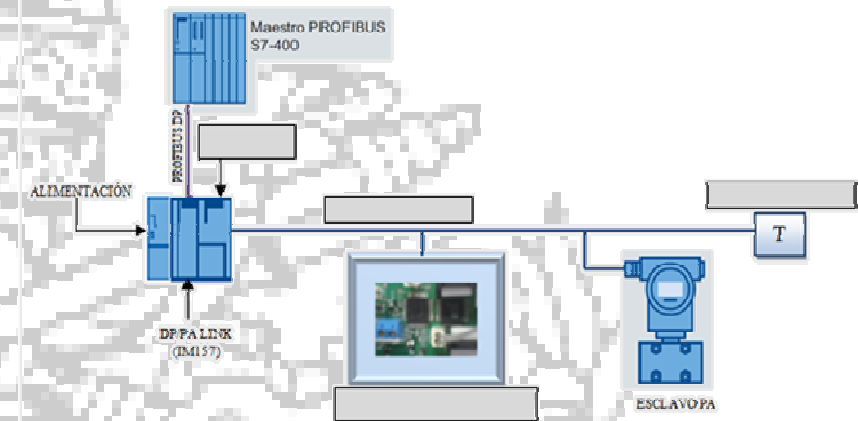 Maestro PROFIBUS
S7-400
PROFIBUS DP
ALIMENTACIÓN
T
DP/PA LINK
(IM157)
ESCLAVO PA